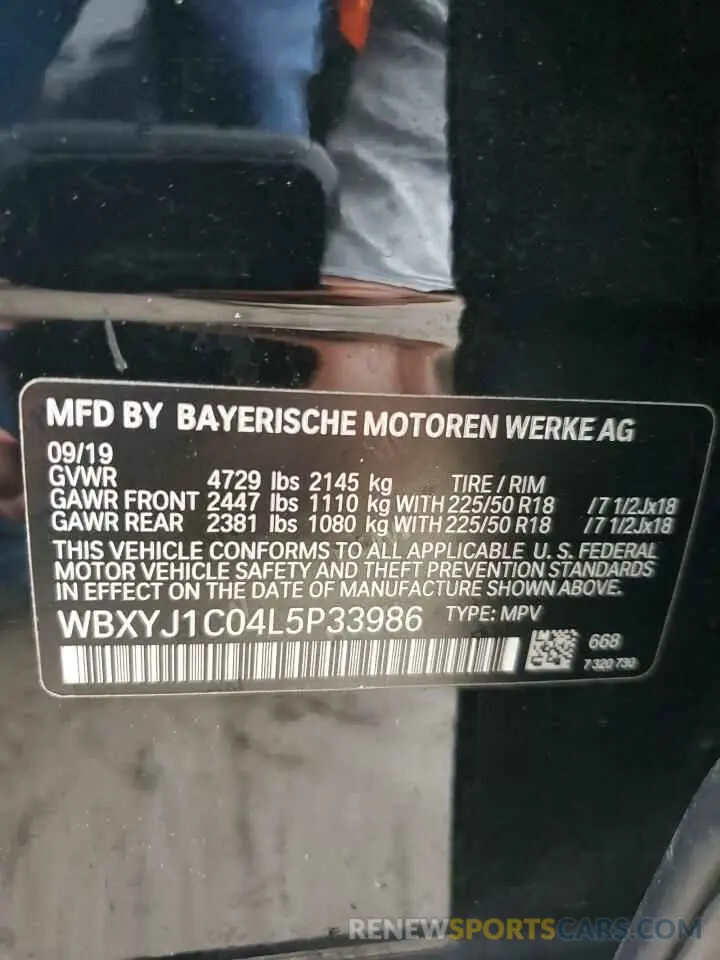 MFD BY BAYERISCHE MOTOREN WERKE AG
09/19
GVWR 4729 lbs 2145 kg TIRE / RIM
GAWR FRONT 2447 lbs 1110 kg WITH 225/50 R18 / 7 1/2Jx18
GAWR REAR 2381 lbs 1080 kg WITH 225/50 R18 / 7 1/2Jx18
THIS VEHICLE CONFORMS TO ALL APPLICABLE U. S. FEDERAL
MOTOR VEHICLE SAFETY AND THEFT PREVENTION STANDARDS
IN EFFECT ON THE DATE OF MANUFACTURE SHOWN ABOVE.
WBXYJ1C04L5P33986 TYPE: MPV
668
7 320 730
RENEWSPORTSCARS.COM